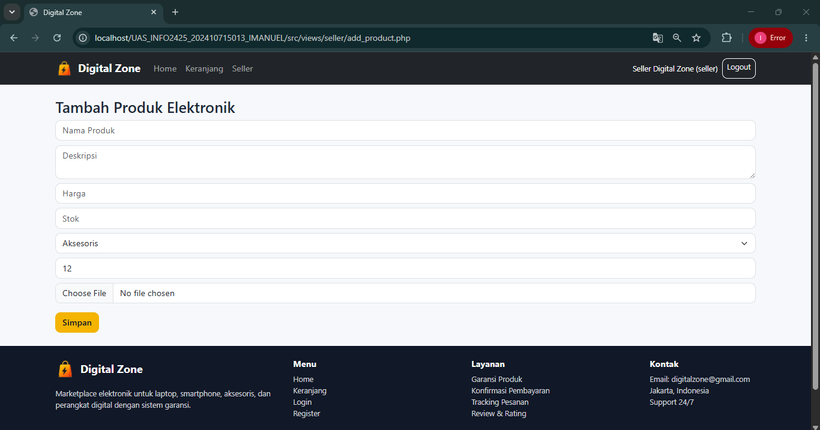 Digital Zone
localhost/UAS_INFO2425_202410715013_IMANUEL/src/views/seller/add_product.php
I Error
Digital Zone Home Keranjang Seller Seller Digital Zone (seller) Logout
Tambah Produk Elektronik
Nama Produk
Deskripsi
Harga
Stok
Aksesoris
12
Choose File No file chosen
Simpan
Digital Zone
Marketplace elektronik untuk laptop, smartphone, aksesoris, dan
perangkat digital dengan sistem garansi.
Menu
Home
Keranjang
Login
Register
Layanan
Garansi Produk
Konfirmasi Pembayaran
Tracking Pesanan
Review & Rating
Kontak
Email: digitalzone@gmail.com
Jakarta, Indonesia
Support 24/7